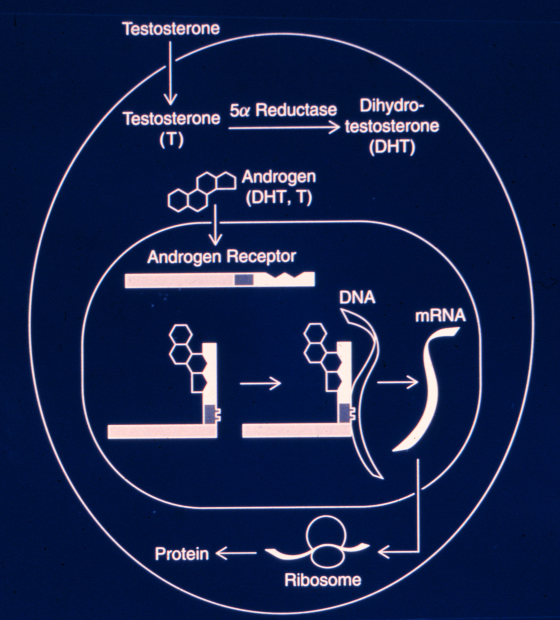 Testosterone
Testosterone
(T)
5α Reductase
Dihydro-
testosterone
(DHT)
Androgen
(DHT, T)
Androgen Receptor
DNA
mRNA
Protein
Ribosome